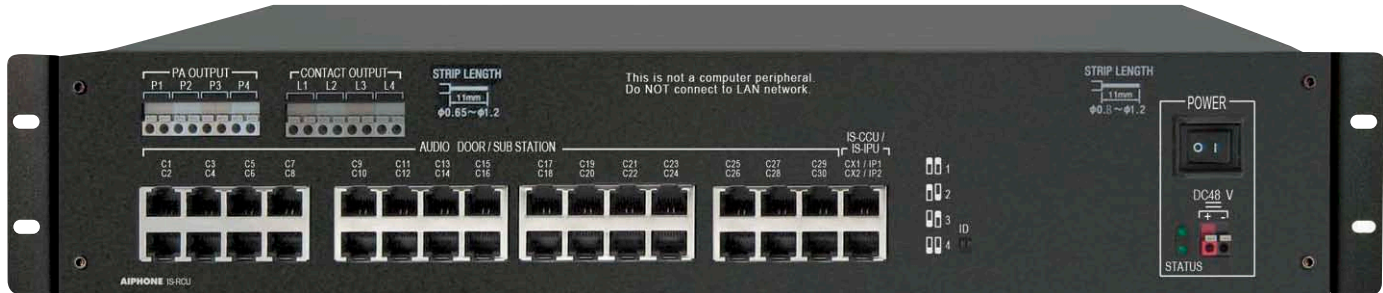 PA OUTPUT
P1 P2 P3 P4
CONTACT OUTPUT
L1 L2 L3 L4
STRIP LENGTH
11mm
φ0.65~φ1.2
This is not a computer peripheral.
Do NOT connect to LAN network.
STRIP LENGTH
11mm
φ0.8~φ1.2
POWER
O I
DC48 V
+ -
STATUS
AUDIO DOOR / SUB STATION
IS-CCU /
IS-IPU
C1 C3 C5 C7 C9 C11 C13 C15 C17 C19 C21 C23 C25 C27 C29 CX1 / IP1
C2 C4 C6 C8 C10 C12 C14 C16 C18 C20 C22 C24 C26 C28 C30 CX2 / IP2
1
2
3
4
ID
AIPHONE IS-RCU